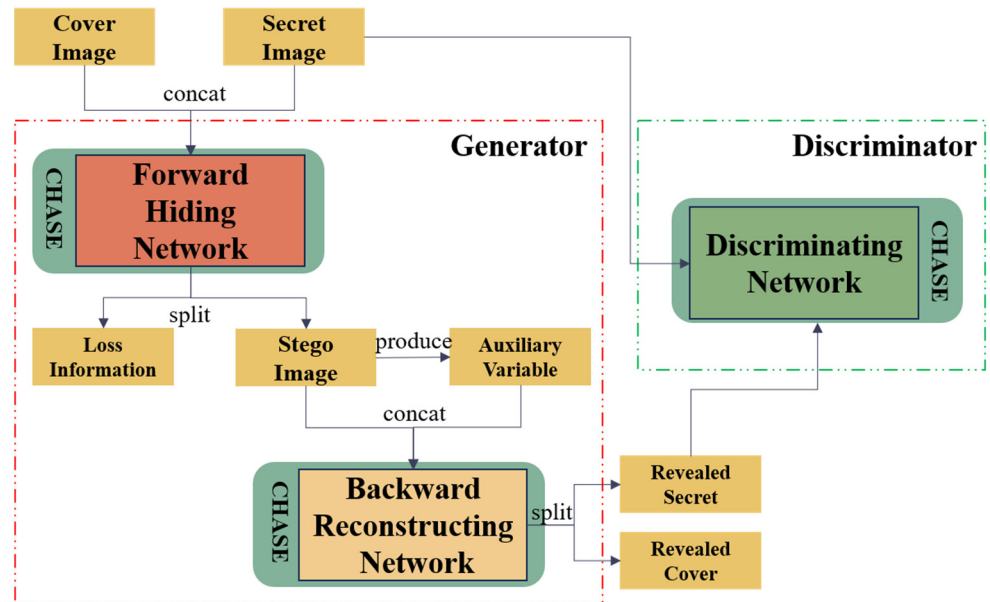 Cover
Image
Secret
Image
concat
Generator
Discriminator
CHASE
Forward
Hiding
Network
Discriminating
Network
CHASE
split
Loss
Information
Stego
Image
produce
Auxiliary
Variable
concat
CHASE
Backward
Reconstructing
Network
split
Revealed
Secret
Revealed
Cover